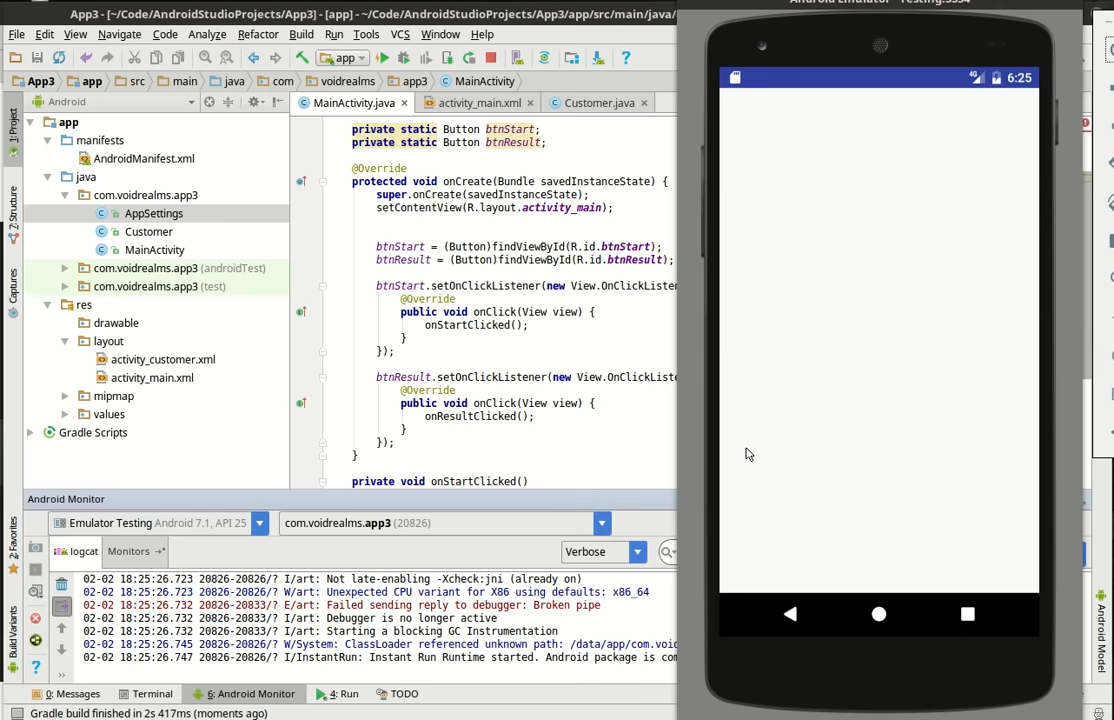 App3 - [~/Code/AndroidStudioProjects/App3] - [app] - ~/Code/AndroidStudioProjects/App3/app/src/main/java/
Android Emulator - Testing:5554
File Edit View Navigate Code Analyze Refactor Build Run Tools VCS Window Help
app
App3 app src main java com voidrealms app3 MainActivity
6:25
Android
MainActivity.java activity_main.xml Customer.java
1: Project
7: Structure
Captures
2: Favorites
Build Variants
app
manifests
AndroidManifest.xml
java
com.voidrealms.app3
AppSettings
Customer
MainActivity
com.voidrealms.app3 (androidTest)
com.voidrealms.app3 (test)
res
drawable
layout
activity_customer.xml
activity_main.xml
mipmap
values
Gradle Scripts
private static Button btnStart;
private static Button btnResult;
@Override
protected void onCreate(Bundle savedInstanceState) {
super.onCreate(savedInstanceState);
setContentView(R.layout.activity_main);
btnStart = (Button)findViewById(R.id.btnStart);
btnResult = (Button)findViewById(R.id.btnResult);
btnStart.setOnClickListener(new View.OnClickListen
@Override
public void onClick(View view) {
onStartClicked();
}
});
btnResult.setOnClickListener(new View.OnClickListe
@Override
public void onClick(View view) {
onResultClicked();
}
});
}
private void onStartClicked()
Android Monitor
Emulator Testing Android 7.1, API 25
com.voidrealms.app3 (20826)
logcat Monitors
Verbose
02-02 18:25:26.723 20826-20826/? I/art: Not late-enabling -Xcheck:jni (already on)
02-02 18:25:26.723 20826-20826/? W/art: Unexpected CPU variant for X86 using defaults: x86_64
02-02 18:25:26.732 20826-20833/? E/art: Failed sending reply to debugger: Broken pipe
02-02 18:25:26.732 20826-20833/? I/art: Debugger is no longer active
02-02 18:25:26.732 20826-20833/? I/art: Starting a blocking GC Instrumentation
02-02 18:25:26.745 20826-20826/? W/System: ClassLoader referenced unknown path: /data/app/com.voi
02-02 18:25:26.747 20826-20826/? I/InstantRun: Instant Run Runtime started. Android package is com
Android Model
0: Messages Terminal 6: Android Monitor 4: Run TODO
Gradle build finished in 2s 417ms (moments ago)